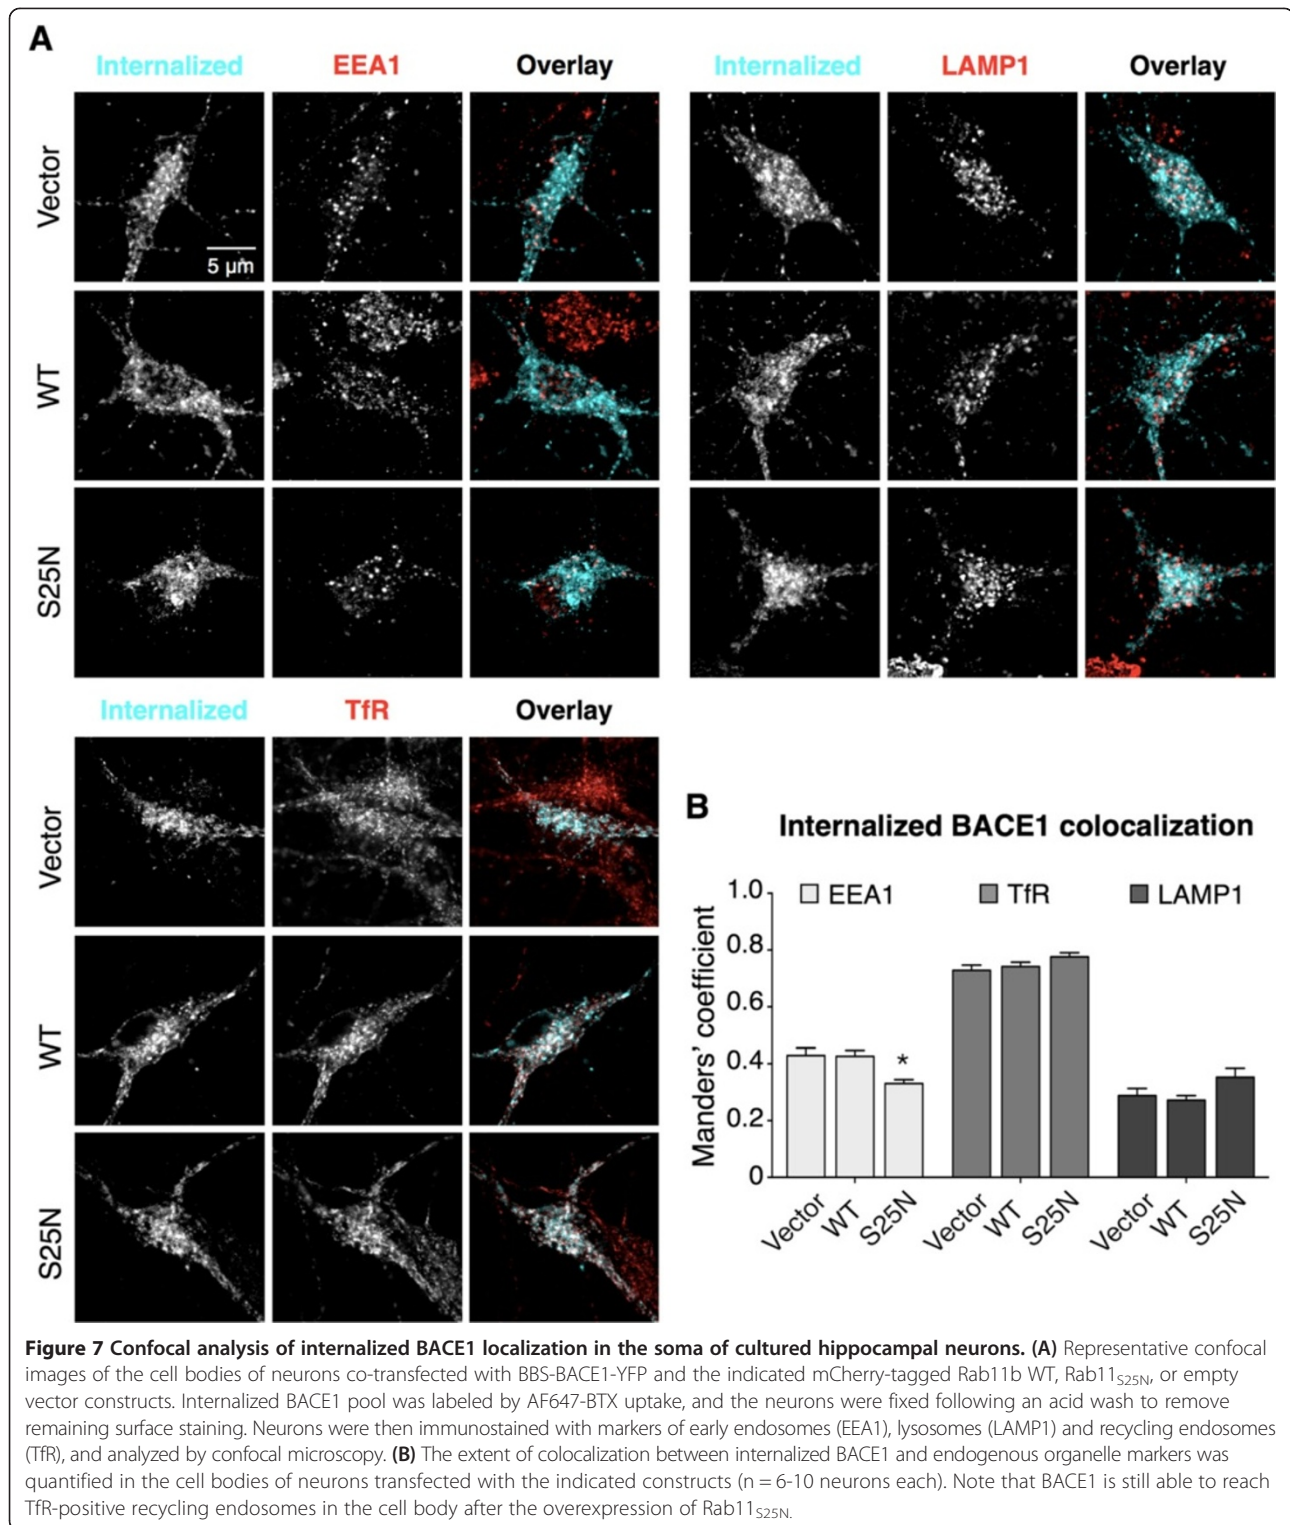 A
Internalized EEA1 Overlay Internalized LAMP1 Overlay
Vector
5 µm
WT
S25N
Internalized TfR Overlay
Vector
WT
S25N
B
Internalized BACE1 colocalization
EEA1 TfR LAMP1
Manders' coefficient
1.0
0.8
0.6
0.4
0.2
0
*
Vector WT S25N Vector WT S25N Vector WT S25N
Figure 7 Confocal analysis of internalized BACE1 localization in the soma of cultured hippocampal neurons. (A) Representative confocal
images of the cell bodies of neurons co-transfected with BBS-BACE1-YFP and the indicated mCherry-tagged Rab11b WT, Rab11S25N, or empty
vector constructs. Internalized BACE1 pool was labeled by AF647-BTX uptake, and the neurons were fixed following an acid wash to remove
remaining surface staining. Neurons were then immunostained with markers of early endosomes (EEA1), lysosomes (LAMP1) and recycling endosomes
(TfR), and analyzed by confocal microscopy. (B) The extent of colocalization between internalized BACE1 and endogenous organelle markers was
quantified in the cell bodies of neurons transfected with the indicated constructs (n = 6-10 neurons each). Note that BACE1 is still able to reach
TfR-positive recycling endosomes in the cell body after the overexpression of Rab11S25N.